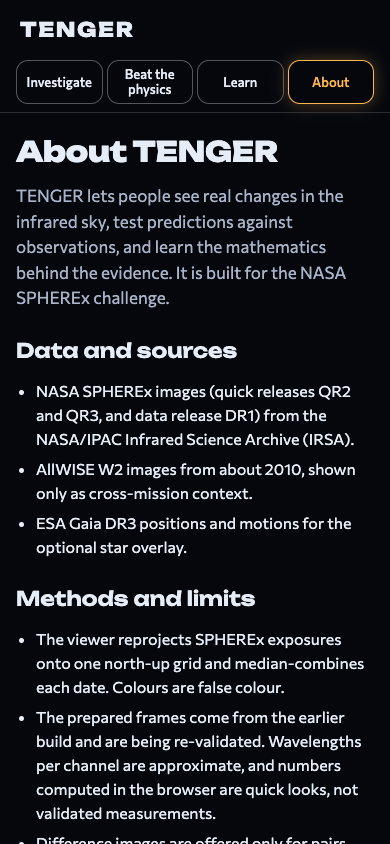 TENGER
Investigate
Beat the
physics
Learn
About
About TENGER
TENGER lets people see real changes in the
infrared sky, test predictions against
observations, and learn the mathematics
behind the evidence. It is built for the NASA
SPHEREx challenge.
Data and sources
• NASA SPHEREx images (quick releases QR2
and QR3, and data release DR1) from the
NASA/IPAC Infrared Science Archive (IRSA).
• AllWISE W2 images from about 2010, shown
only as cross-mission context.
• ESA Gaia DR3 positions and motions for the
optional star overlay.
Methods and limits
• The viewer reprojects SPHEREx exposures
onto one north-up grid and median-combines
each date. Colours are false colour.
• The prepared frames come from the earlier
build and are being re-validated. Wavelengths
per channel are approximate, and numbers
computed in the browser are quick looks, not
validated measurements.
• Difference images are offered only for pairs